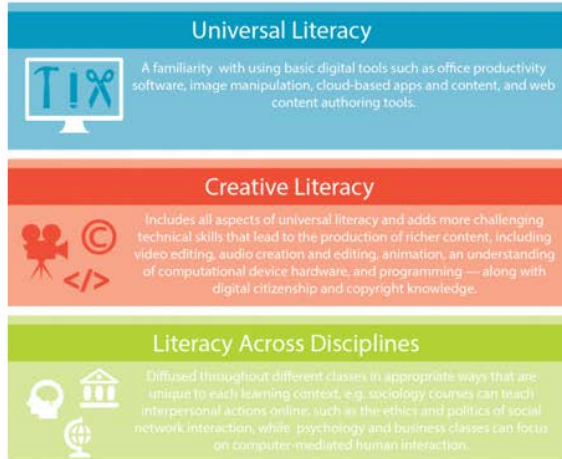 Universal Literacy
A familiarity with using basic digital tools such as office productivity
software, image manipulation, cloud-based apps and content, and web
content authoring tools.
Creative Literacy
Includes all aspects of universal literacy and adds more challenging
technical skills that lead to the production of richer content, including
video editing, audio creation and editing, animation, an understanding
of computational device hardware, and programming — along with
digital citizenship and copyright knowledge.
©
</>
Literacy Across Disciplines
Diffused throughout different classes in appropriate ways that are
unique to each learning context, e.g. sociology courses can teach
interpersonal actions online, such as the ethics and politics of social
network interaction, while psychology and business classes can focus
on computer-mediated human interaction.